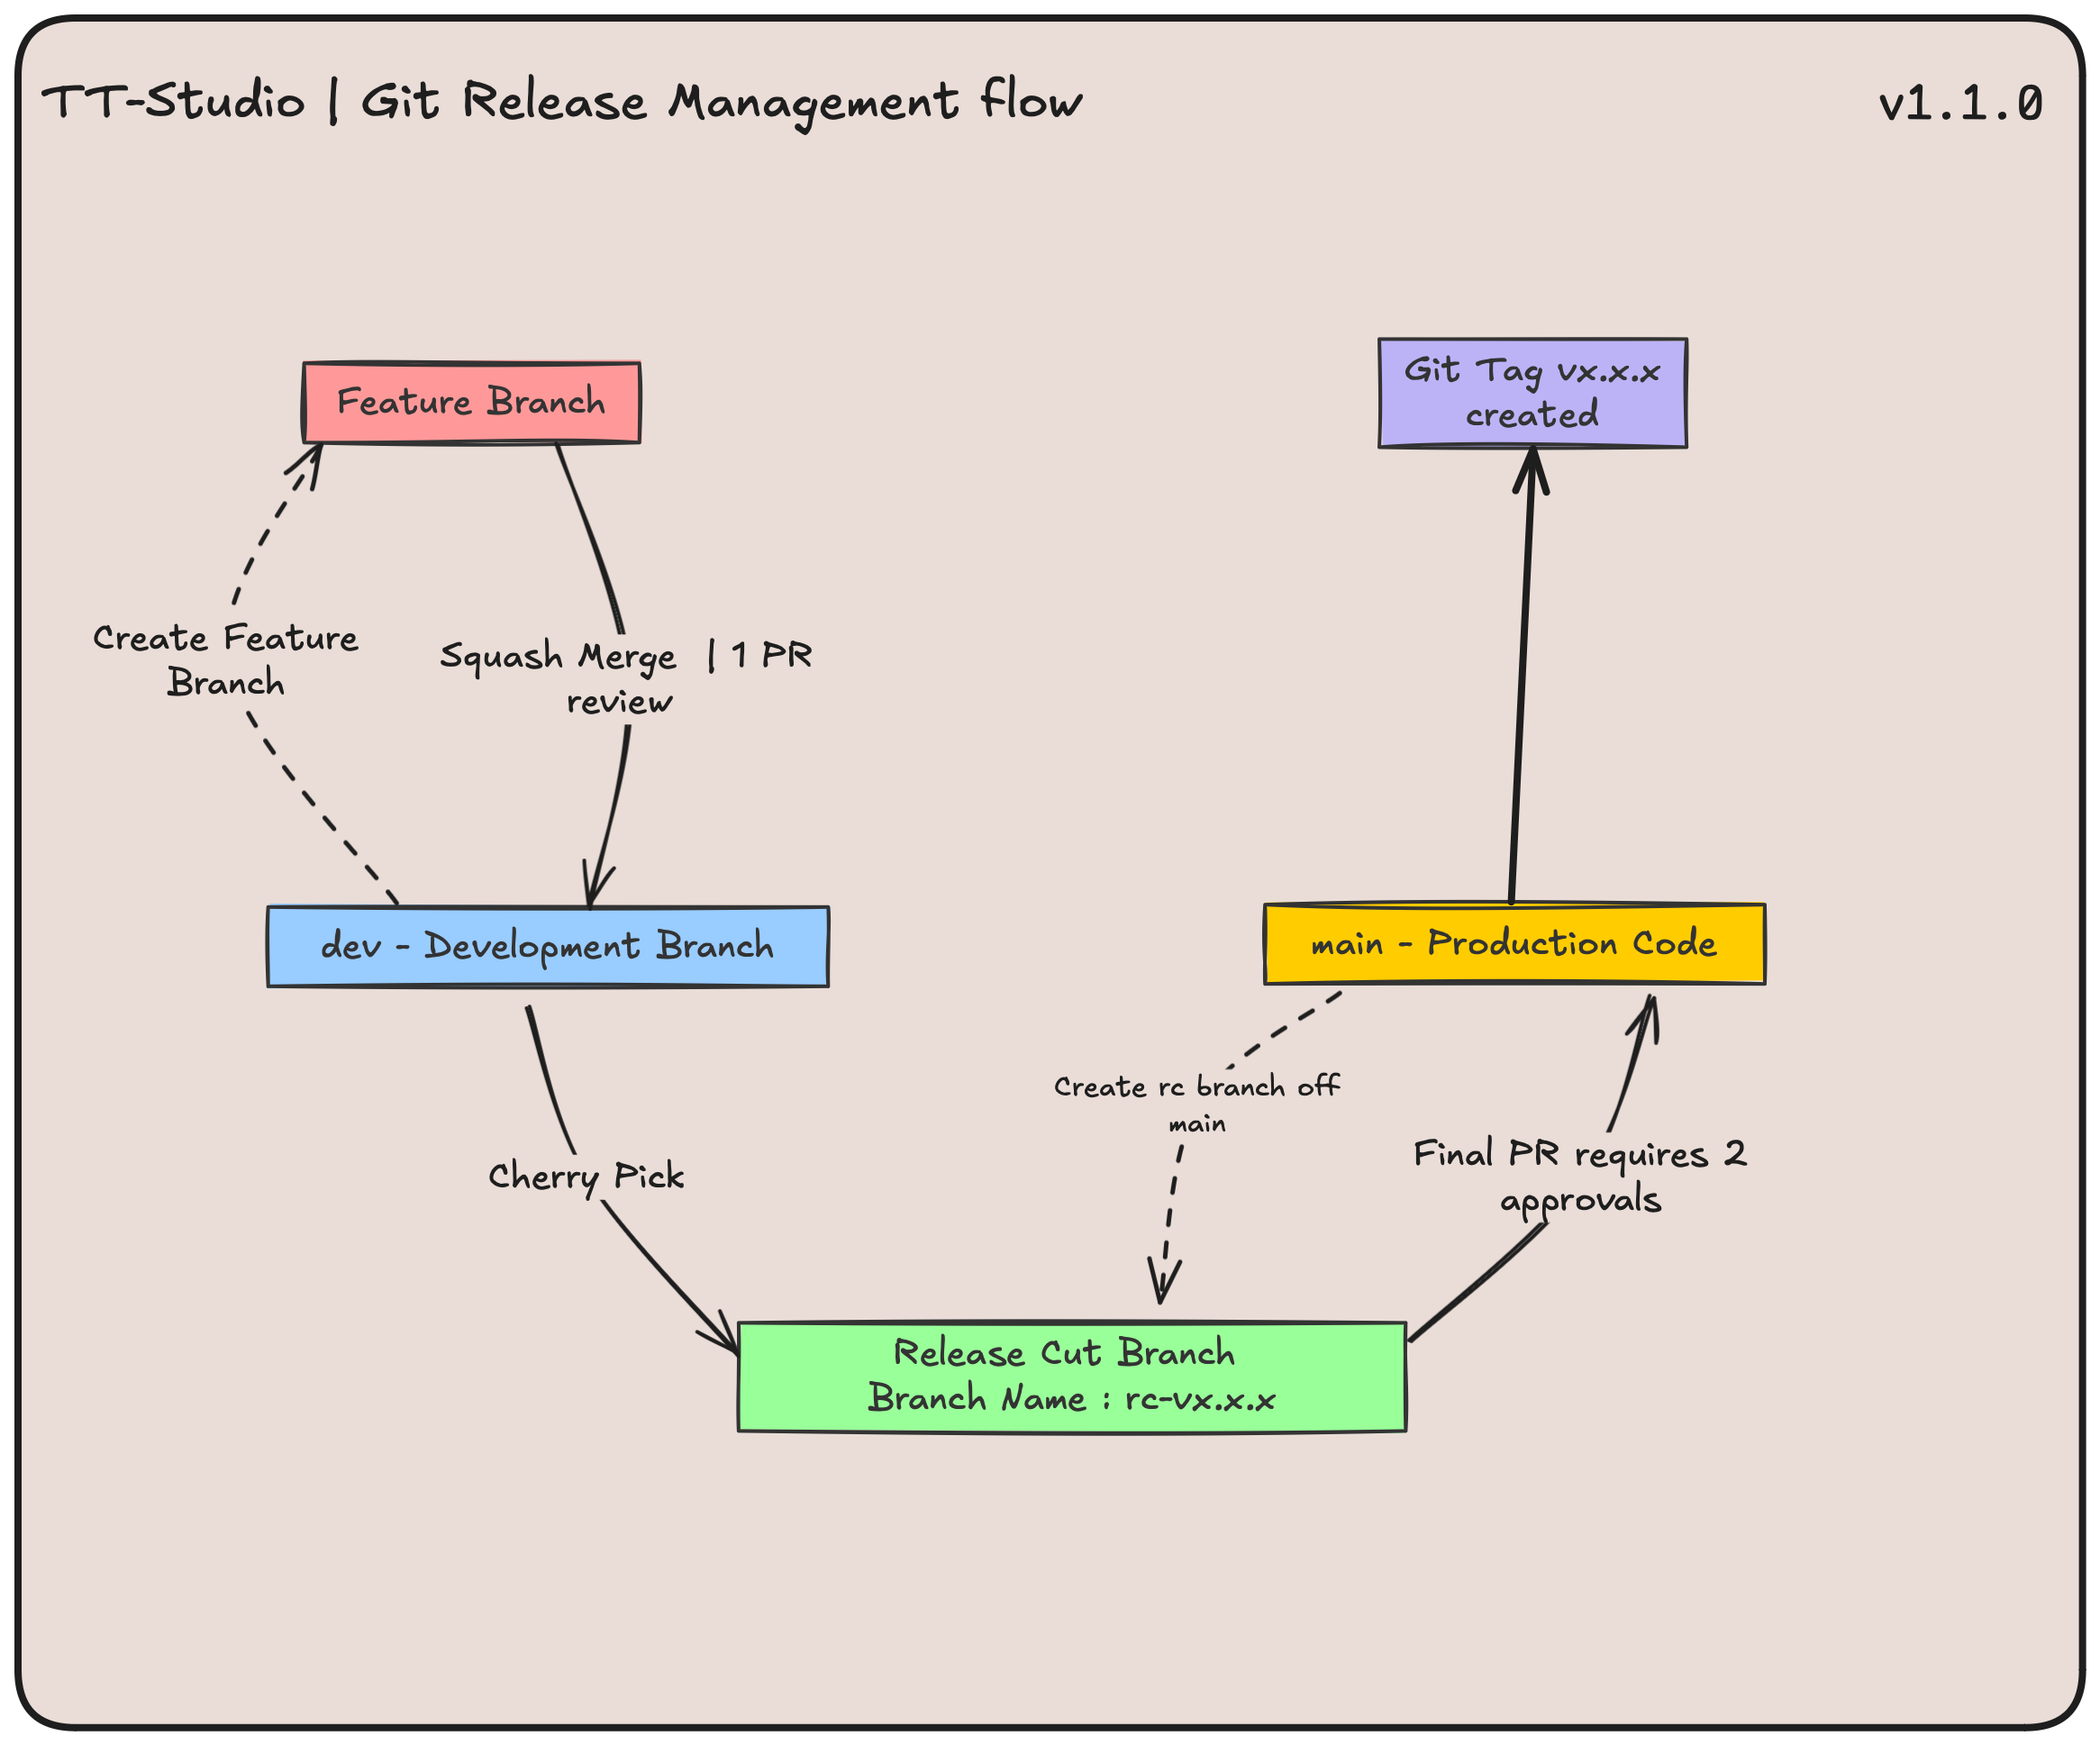 TT-Studio | Git Release Management flow
v1.1.0
Feature Branch
Git Tag vx.x.x
created
Create Feature
Branch
Squash Merge | 1 PR
review
dev - Development Branch
main - Production Code
Create rc branch off
main
Cherry Pick
Final PR requires 2
approvals
Release Cut Branch
Branch Name : rc-vx.x.x